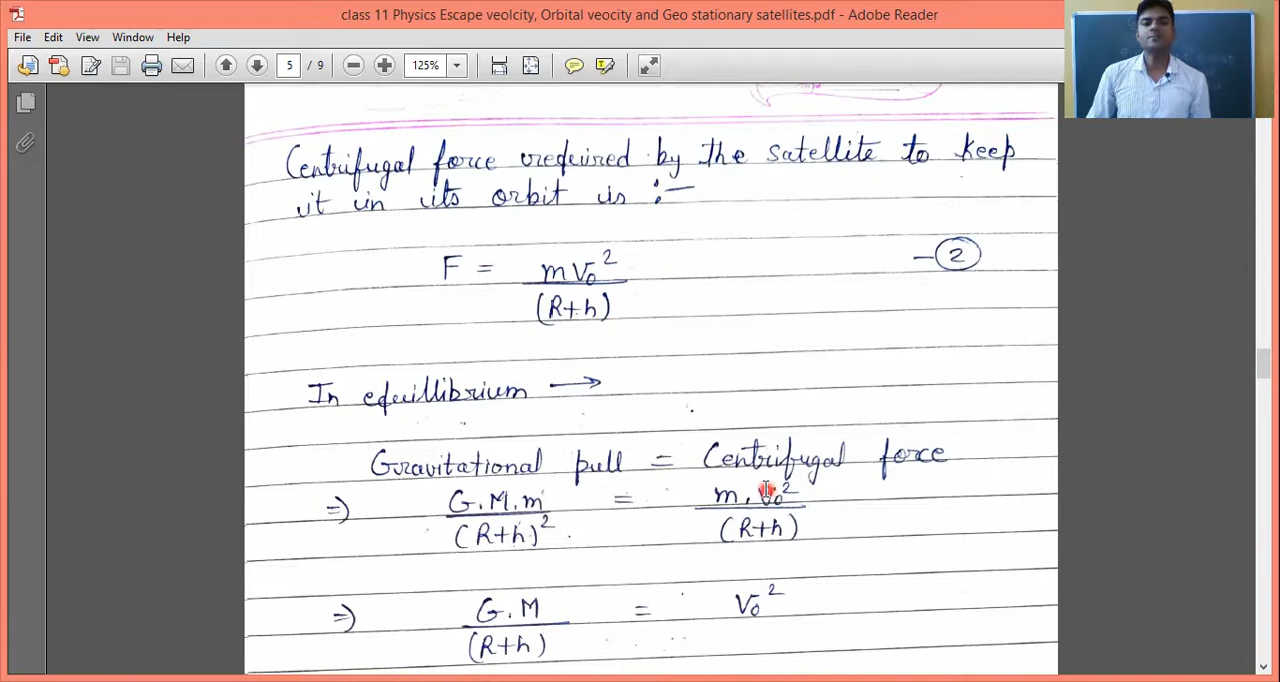 class 11 Physics Escape veolcity, Orbital veocity and Geo stationary satellites.pdf - Adobe Reader
File Edit View Window Help
5 / 9 125%
Centrifugal force required by the satellite to keep
it in its orbit is :-
F = mV₀² / (R+h) -②
In equillibrium →
Gravitational pull = Centrifugal force
⇒ G.M.m / (R+h)² = m.V₀² / (R+h)
⇒ G.M / (R+h) = V₀²